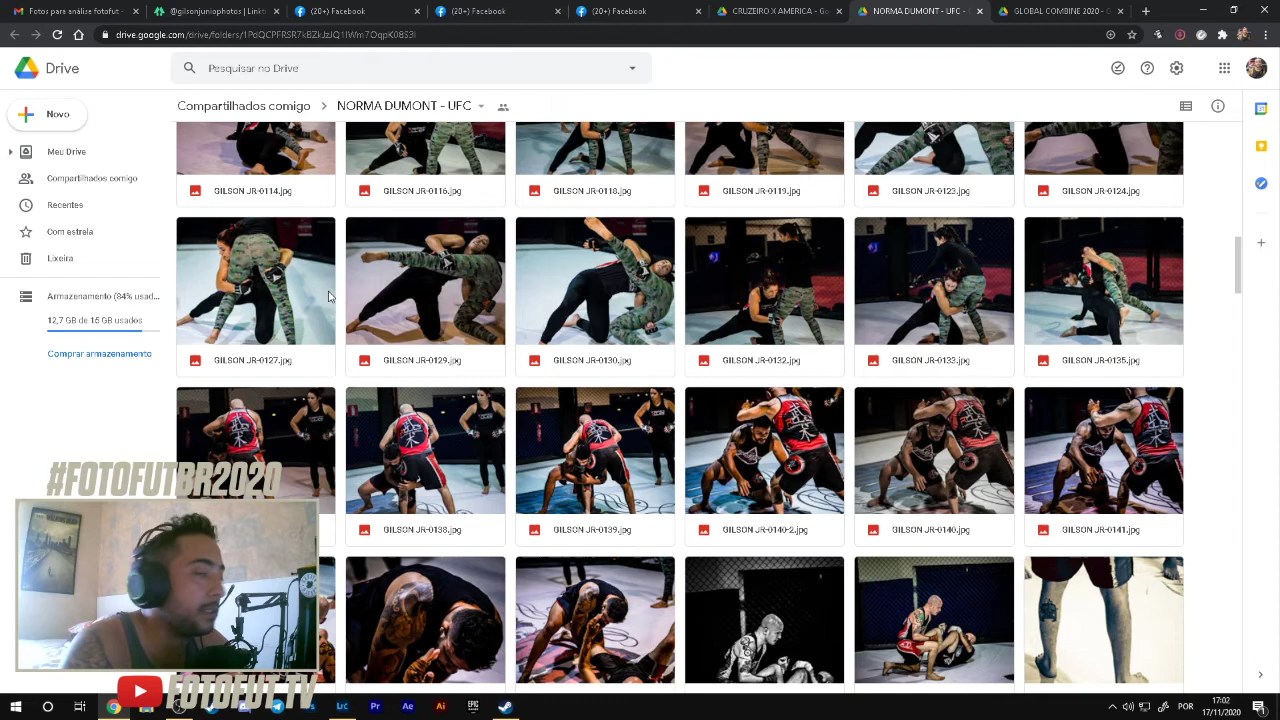 Fotos para análise fotofut -
@gilsonjuniophotos | Linktr
(20+) Facebook
(20+) Facebook
(20+) Facebook
CRUZEIRO X AMERICA - Go
NORMA DUMONT - UFC -
GLOBAL COMBINE 2020 - G
Drive
Pesquisar no Drive
Novo
Compartilhados comigo
NORMA DUMONT - UFC
Meu Drive
Compartilhados comigo
Recentes
Com estrela
Lixeira
Armazenamento (84% usad...
12,7 GB de 15 GB usados
Comprar armazenamento
GILSON JR-0114.jpg
GILSON JR-0116.jpg
GILSON JR-0118.jpg
GILSON JR-0119.jpg
GILSON JR-0123.jpg
GILSON JR-0124.jpg
GILSON JR-0127.jpg
GILSON JR-0129.jpg
GILSON JR-0130.jpg
GILSON JR-0132.jpg
GILSON JR-0133.jpg
GILSON JR-0135.jpg
GILSON JR-0138.jpg
GILSON JR-0139.jpg
GILSON JR-0140-2.jpg
GILSON JR-0140.jpg
GILSON JR-0141.jpg
#FOTOFUTBR2020
FOTOFUT TV
Lrc
Pr
Ae
Ai
EPIC
POR
17:02
17/11/2020